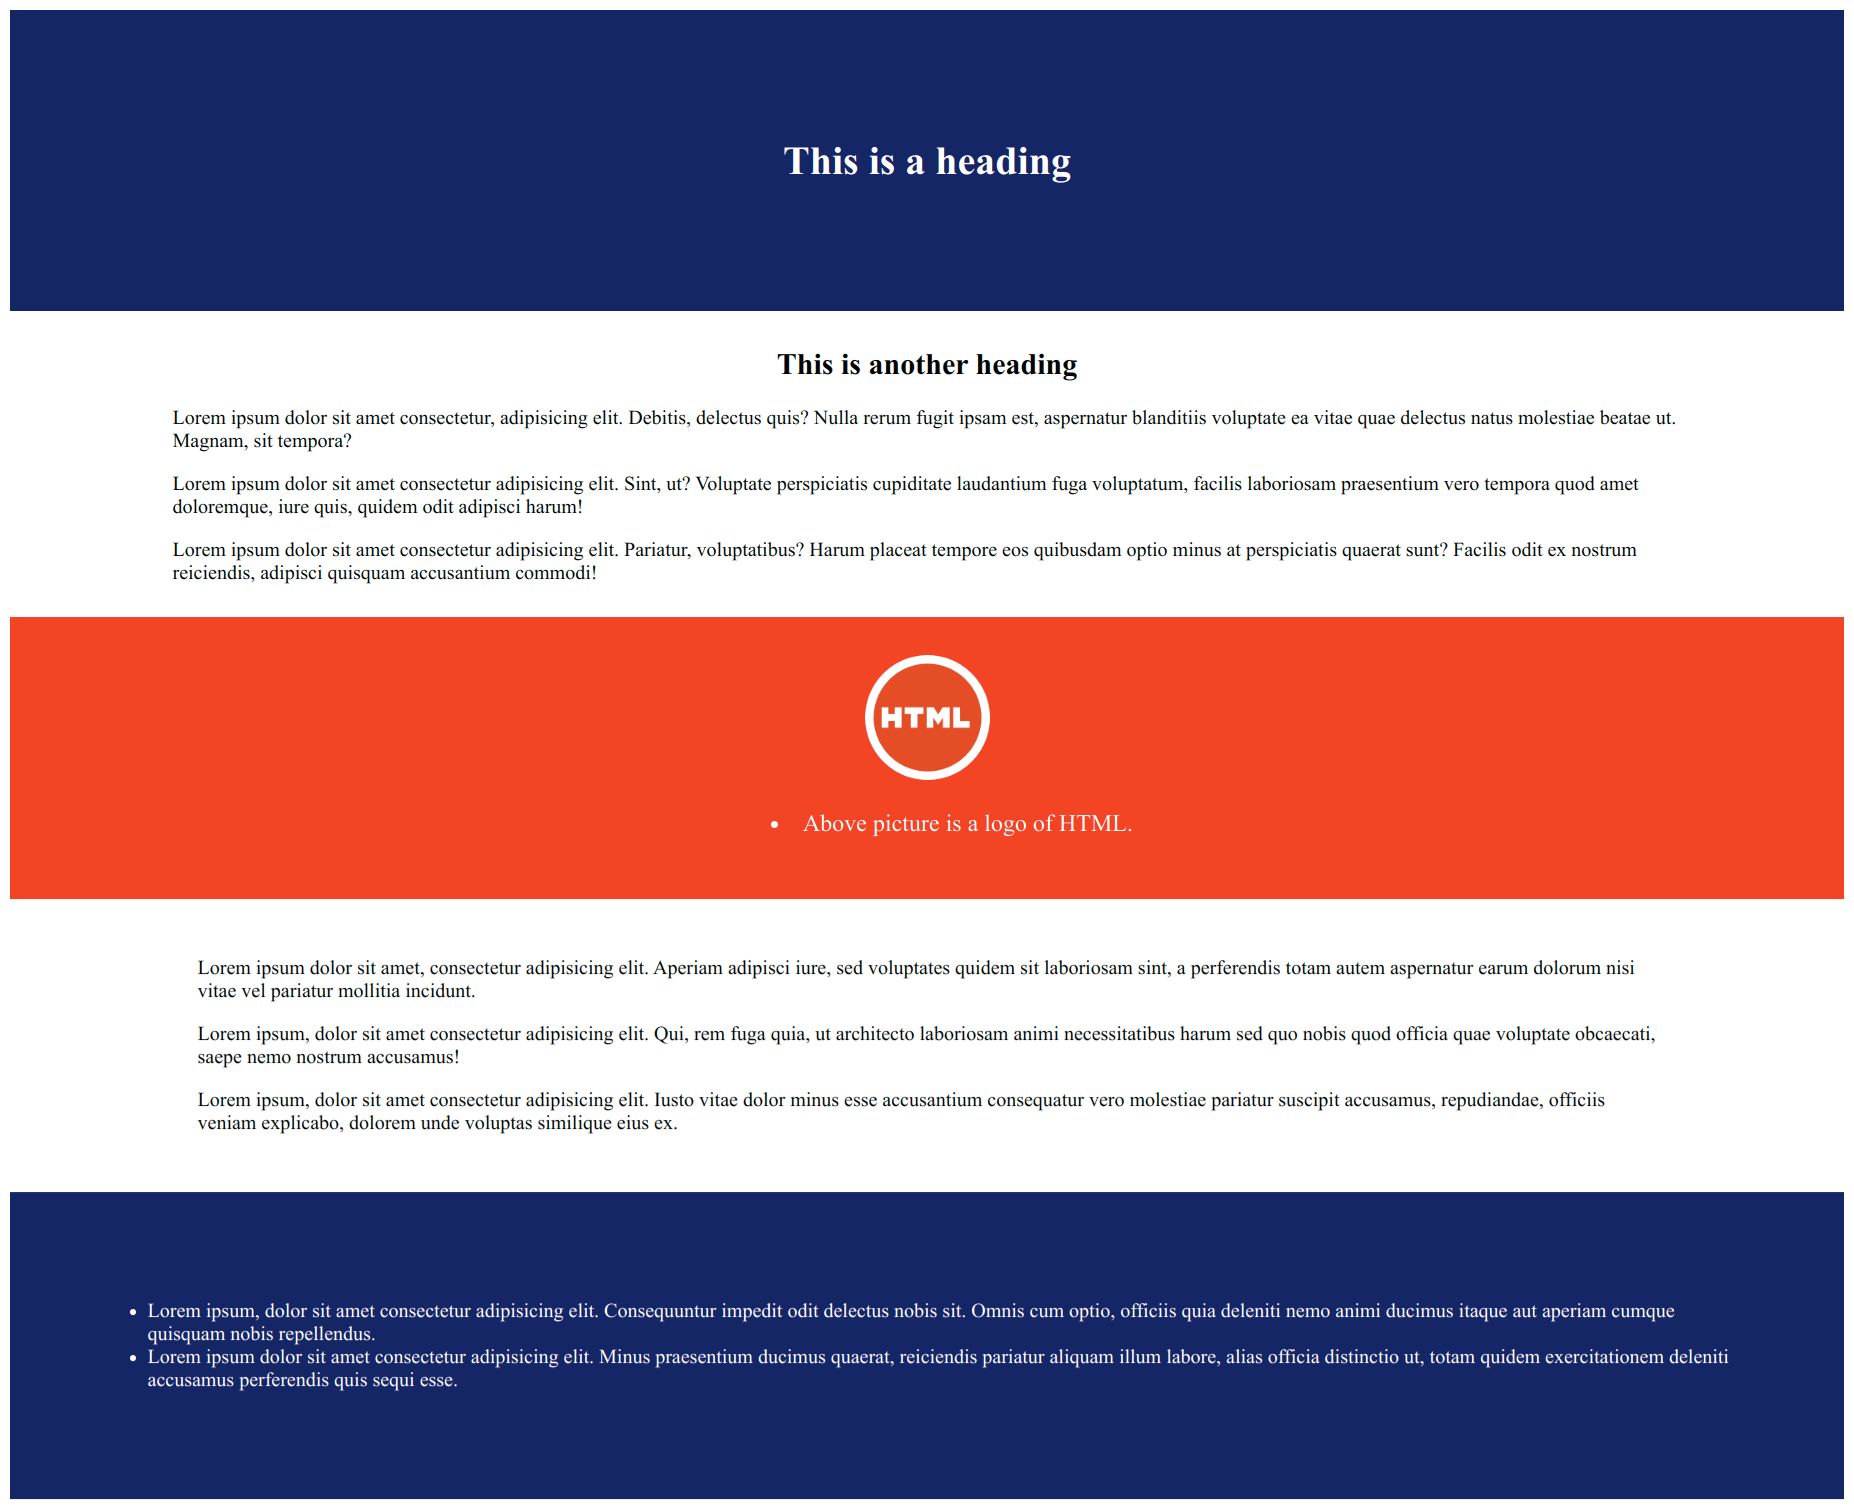 This is a heading
This is another heading
Lorem ipsum dolor sit amet consectetur, adipisicing elit. Debitis, delectus quis? Nulla rerum fugit ipsam est, aspernatur blanditiis voluptate ea vitae quae delectus natus molestiae beatae ut.
Magnam, sit tempora?
Lorem ipsum dolor sit amet consectetur adipisicing elit. Sint, ut? Voluptate perspiciatis cupiditate laudantium fuga voluptatum, facilis laboriosam praesentium vero tempora quod amet
doloremque, iure quis, quidem odit adipisci harum!
Lorem ipsum dolor sit amet consectetur adipisicing elit. Pariatur, voluptatibus? Harum placeat tempore eos quibusdam optio minus at perspiciatis quaerat sunt? Facilis odit ex nostrum
reiciendis, adipisci quisquam accusantium commodi!
HTML
• Above picture is a logo of HTML.
Lorem ipsum dolor sit amet, consectetur adipisicing elit. Aperiam adipisci iure, sed voluptates quidem sit laboriosam sint, a perferendis totam autem aspernatur earum dolorum nisi
vitae vel pariatur mollitia incidunt.
Lorem ipsum, dolor sit amet consectetur adipisicing elit. Qui, rem fuga quia, ut architecto laboriosam animi necessitatibus harum sed quo nobis quod officia quae voluptate obcaecati,
saepe nemo nostrum accusamus!
Lorem ipsum, dolor sit amet consectetur adipisicing elit. Iusto vitae dolor minus esse accusantium consequatur vero molestiae pariatur suscipit accusamus, repudiandae, officiis
veniam explicabo, dolorem unde voluptas similique eius ex.
• Lorem ipsum, dolor sit amet consectetur adipisicing elit. Consequuntur impedit odit delectus nobis sit. Omnis cum optio, officiis quia deleniti nemo animi ducimus itaque aut aperiam cumque
quisquam nobis repellendus.
• Lorem ipsum dolor sit amet consectetur adipisicing elit. Minus praesentium ducimus quaerat, reiciendis pariatur aliquam illum labore, alias officia distinctio ut, totam quidem exercitationem deleniti
accusamus perferendis quis sequi esse.